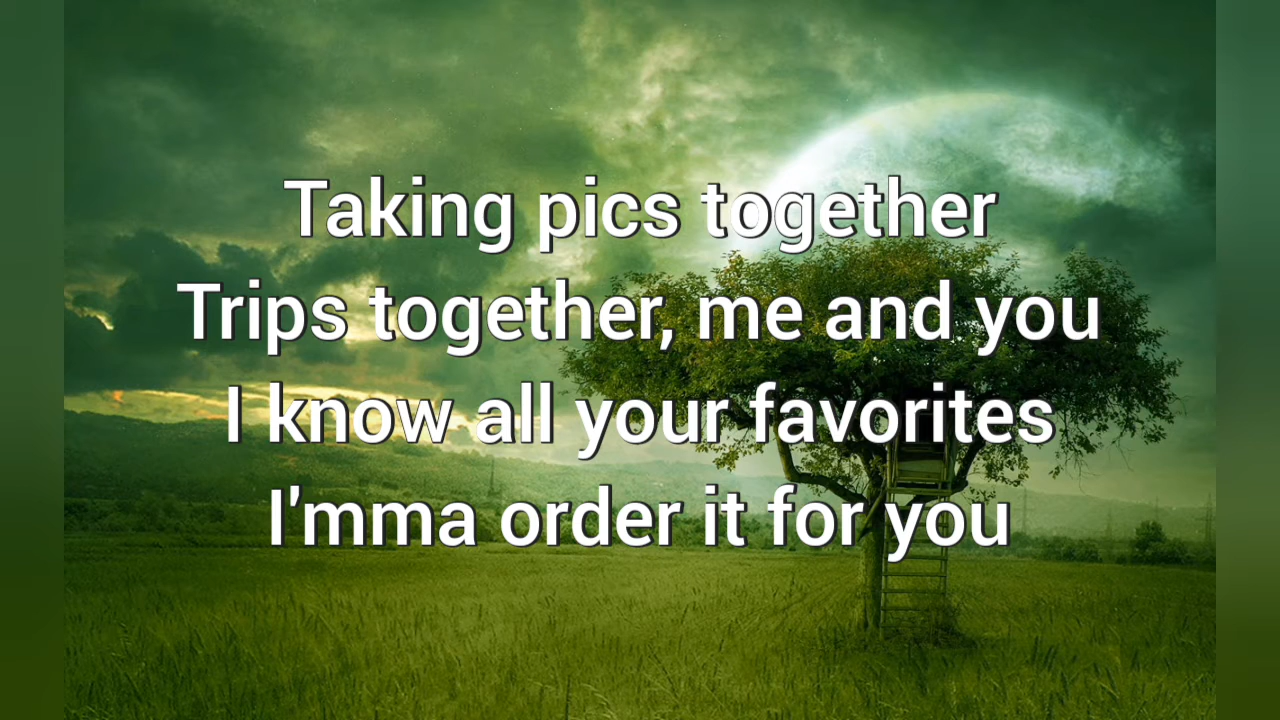 Taking pics together
Trips together, me and you
I know all your favorites
I'mma order it for you